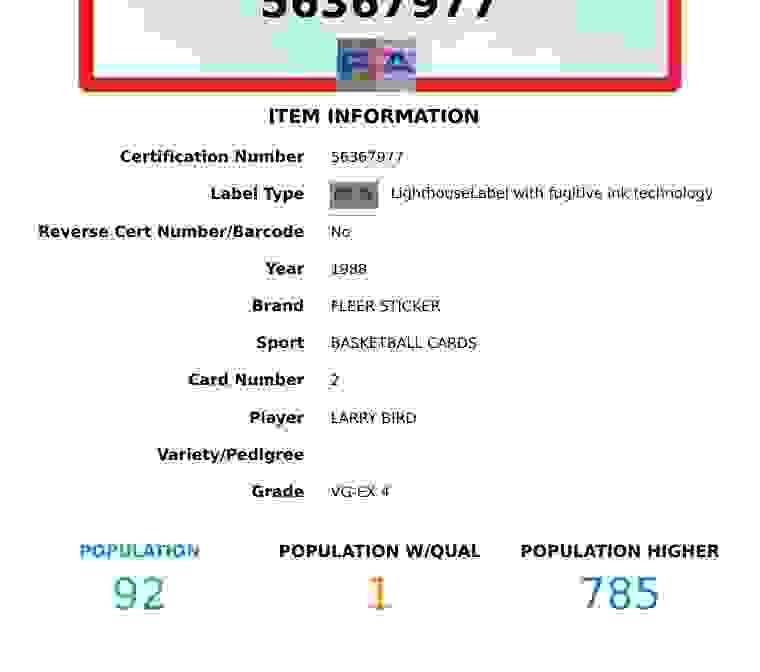 56367977
PSA
ITEM INFORMATION
Certification Number 56367977
Label Type LighthouseLabel with fugitive ink technology
Reverse Cert Number/Barcode No
Year 1988
Brand FLEER STICKER
Sport BASKETBALL CARDS
Card Number 2
Player LARRY BIRD
Variety/Pedigree
Grade VG-EX 4
POPULATION POPULATION W/QUAL POPULATION HIGHER
92 1 785